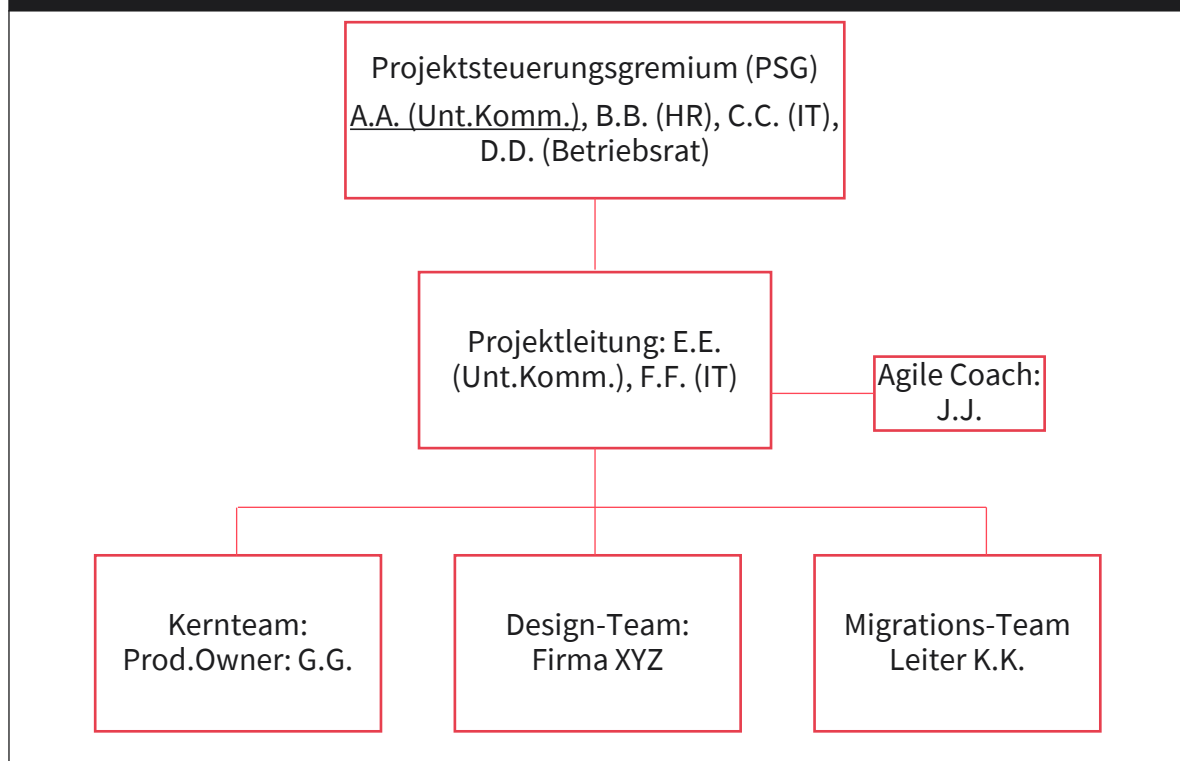 Projektsteuerungsgremium (PSG)
A.A. (Unt.Komm.), B.B. (HR), C.C. (IT),
D.D. (Betriebsrat)
Projektleitung: E.E.
(Unt.Komm.), F.F. (IT)
Agile Coach:
J.J.
Kernteam:
Prod.Owner: G.G.
Design-Team:
Firma XYZ
Migrations-Team
Leiter K.K.